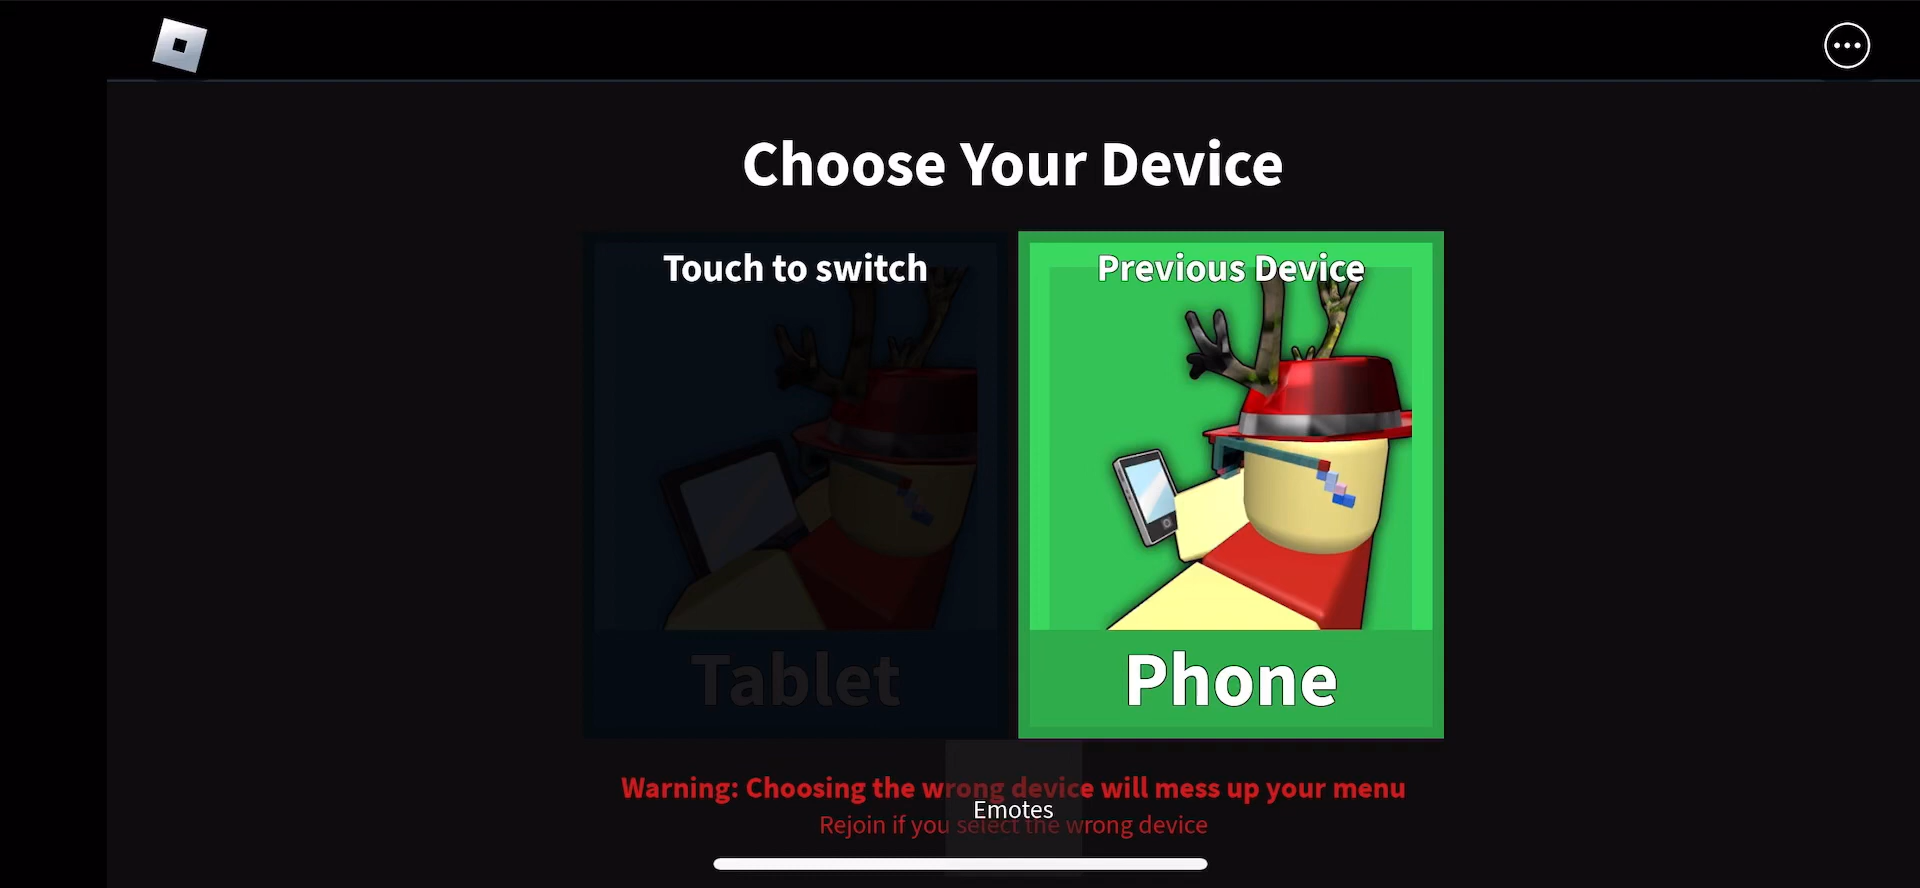 Choose Your Device
Touch to switch
Previous Device
Tablet
Phone
Warning: Choosing the wrong device will mess up your menu
Emotes
Rejoin if you select the wrong device